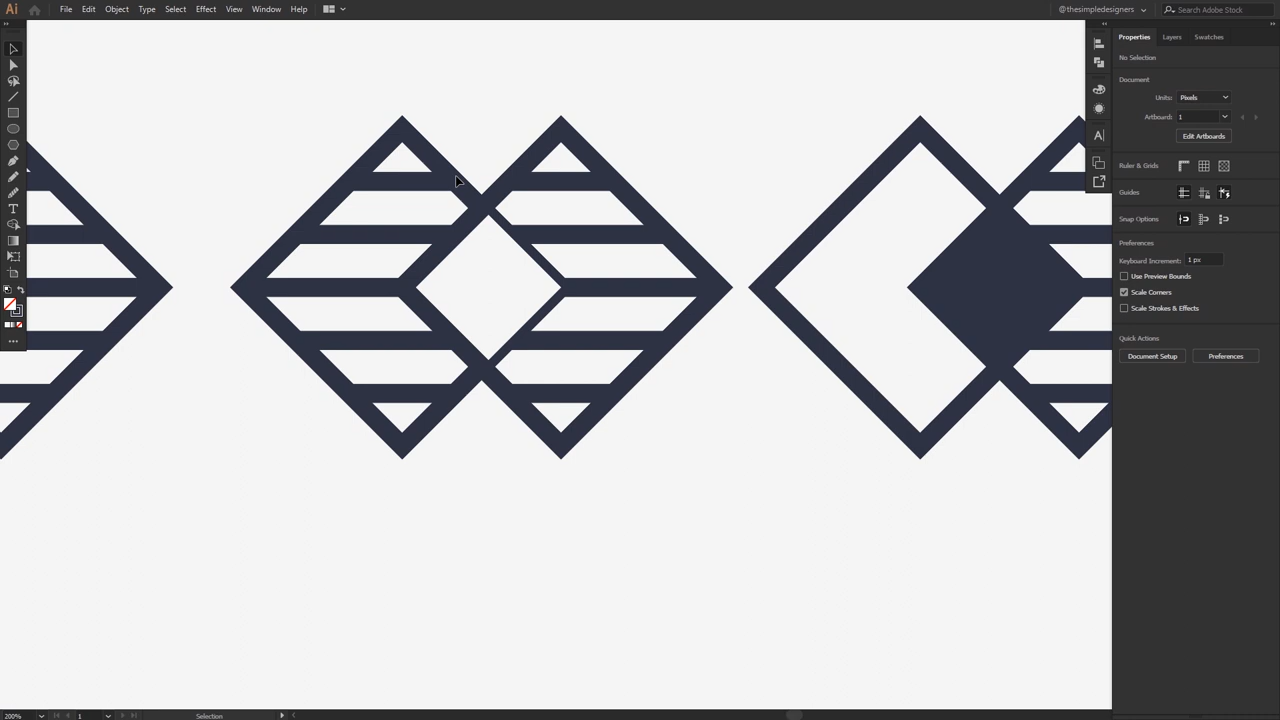 Ai File Edit Object Type Select Effect View Window Help @thesimpledesigners Search Adobe Stock
Properties Layers Swatches
No Selection
Document
Units: Pixels
Artboard: 1
Edit Artboards
Ruler & Grids
Guides
Snap Options
Preferences
Keyboard Increment: 1 px
Use Preview Bounds
Scale Corners
Scale Strokes & Effects
Quick Actions
Document Setup Preferences
200% 1 Selection